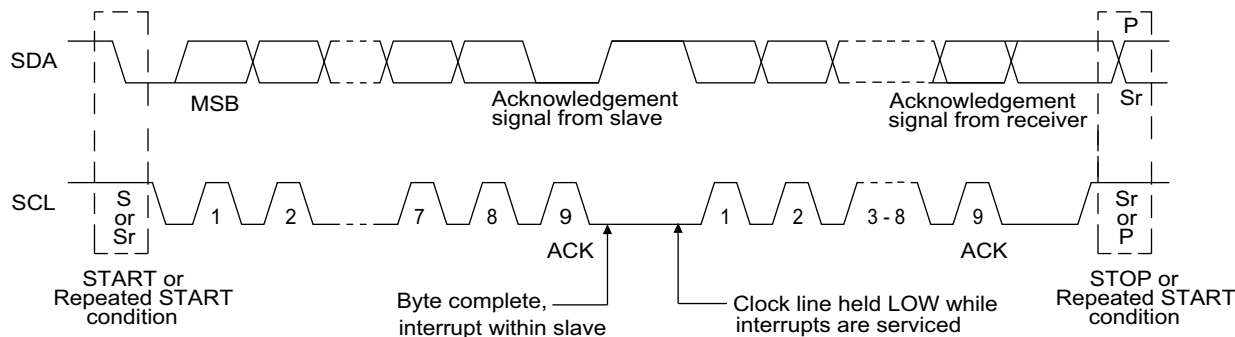 P
SDA
MSB
Acknowledgement
signal from slave
Acknowledgement
signal from receiver
Sr
SCL
S
or
Sr
1
2
7
8
9
1
2
3 - 8
9
Sr
or
P
ACK
ACK
START or
Repeated START
condition
Byte complete,
interrupt within slave
Clock line held LOW while
interrupts are serviced
STOP or
Repeated START
condition